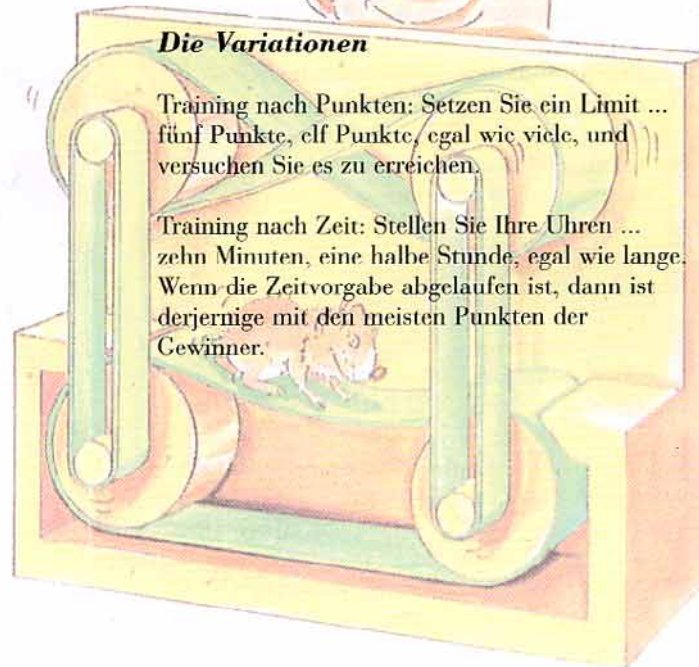 Die Variationen
Training nach Punkten: Setzen Sie ein Limit ...
fünf Punkte, elf Punkte, egal wie viele, und
versuchen Sie es zu erreichen.
Training nach Zeit: Stellen Sie Ihre Uhren ...
zehn Minuten, eine halbe Stunde, egal wie lange.
Wenn die Zeitvorgabe abgelaufen ist, dann ist
derjernige mit den meisten Punkten der
Gewinner.